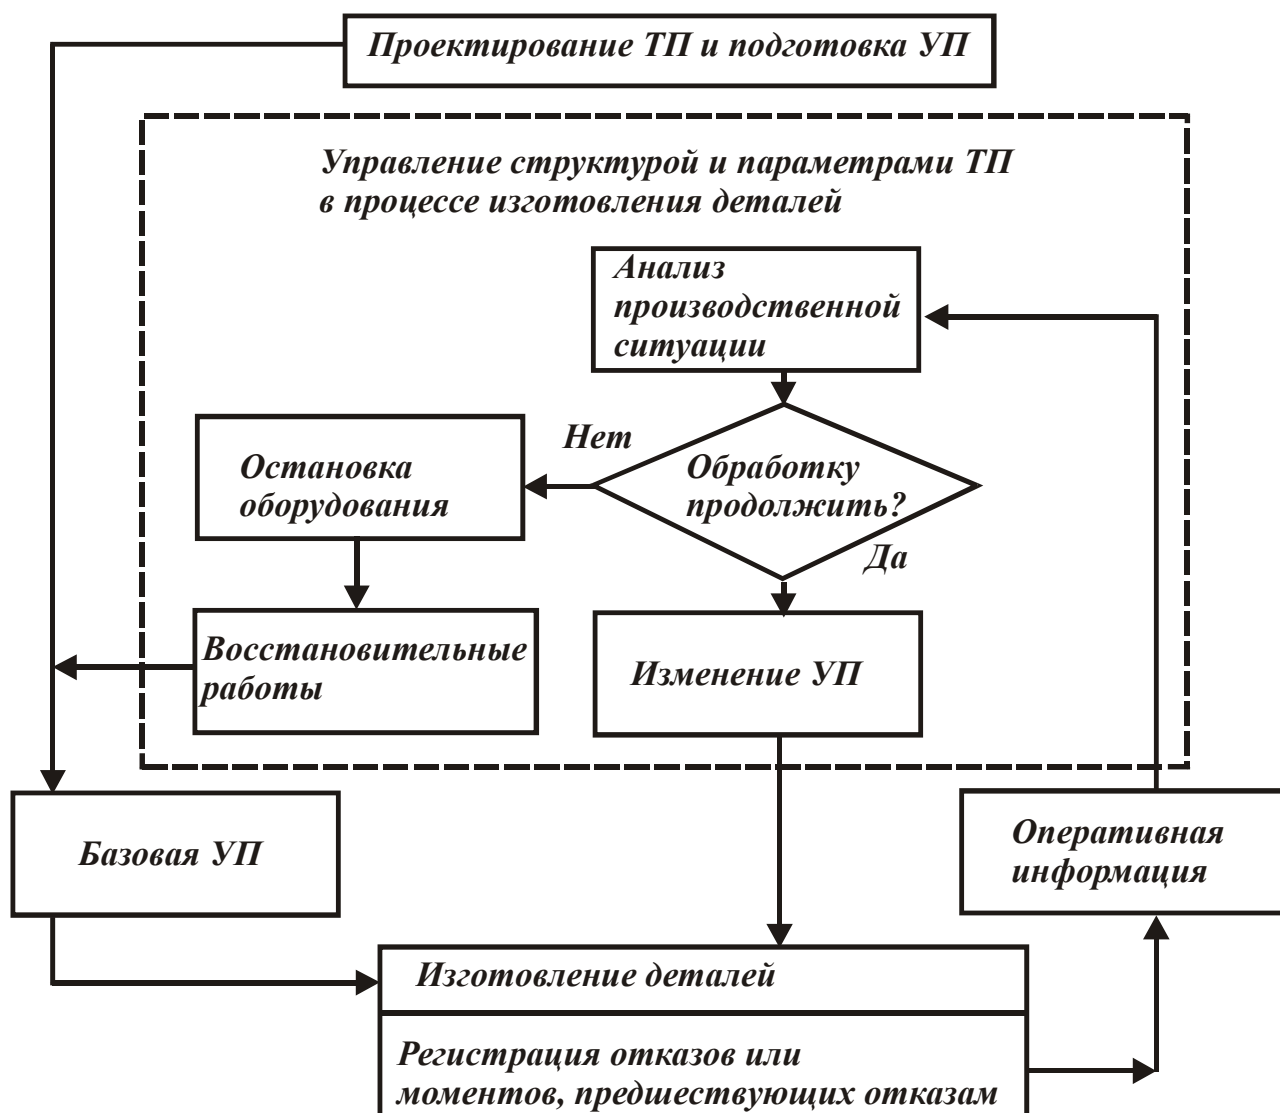 Проектирование ТП и подготовка УП
Управление структурой и параметрами ТП
в процессе изготовления деталей
Анализ
производственной
ситуации
Нет
Обработку
продолжить?
Да
Остановка
оборудования
Восстановительные
работы
Изменение УП
Базовая УП
Оперативная
информация
Изготовление деталей
Регистрация отказов или
моментов, предшествующих отказам